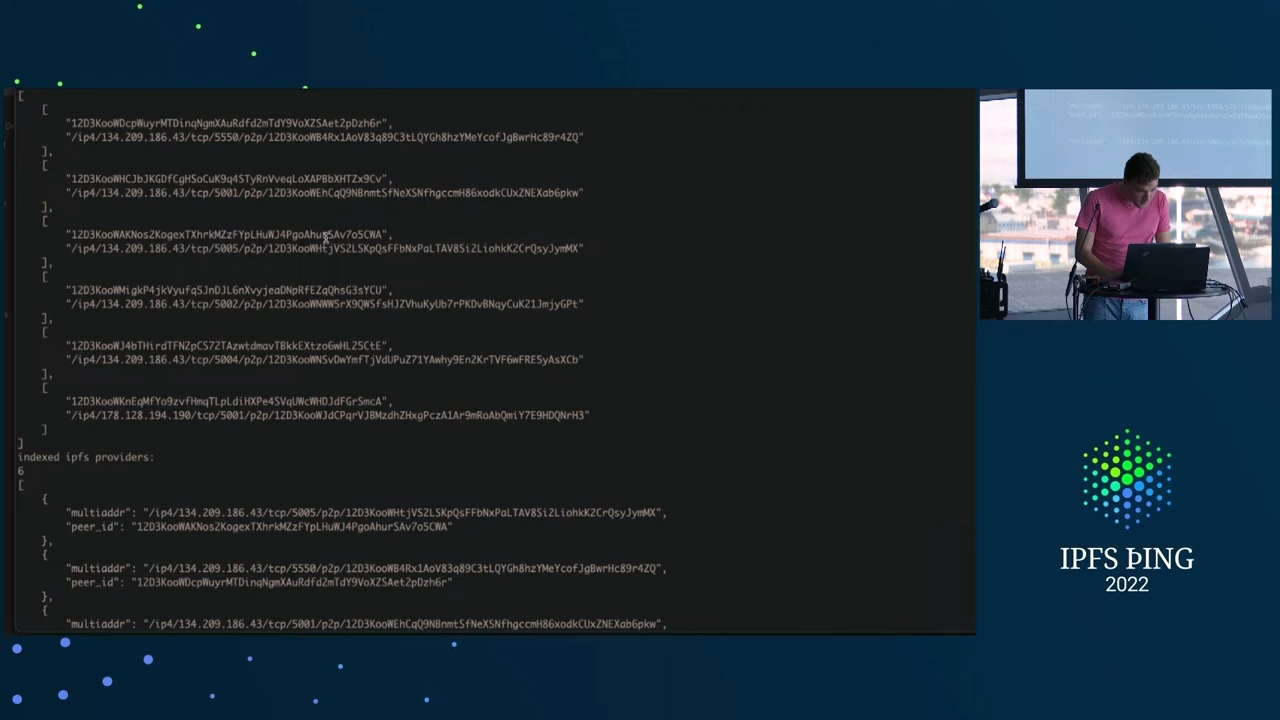 [
[
"12D3KooWDcpWuyrMTDinqNgmXAuRdfd2mTdY9VoXZSAet2pDzh6r",
"/ip4/134.209.186.43/tcp/5550/p2p/12D3KooWB4Rx1AoV83q89C3tLQYGh8hzYMeYcofJgBwrHc89r4ZQ"
],
[
"12D3KooWHCJbJKGDfCgHSoCuK9q4STyRnVveqLoXAPBbXHTZx9Cv",
"/ip4/134.209.186.43/tcp/5001/p2p/12D3KooWEhCqQ9NBnmtSfNeXSNfhgccmH86xodkCUxZNEXab6pkw"
],
[
"12D3KooWAKNos2KogexTXhrkMZzFYpLHuWJ4PgoAhurSAv7o5CWA",
"/ip4/134.209.186.43/tcp/5005/p2p/12D3KooWHtjVS2LSKpQsFFbNxPaLTAV8Si2LiohkK2CrQsyJymMX"
],
[
"12D3KooWMigkP4jkVyufqSJnDJL6nXvyjeaDNpRfEZqQhsG3sYCU",
"/ip4/134.209.186.43/tcp/5002/p2p/12D3KooWNWW5rX9QWSfsHJZVhuKyUb7rPKDvBNqyCuK21JmjyGPt"
],
[
"12D3KooWJ4bTHirdTFNZpCS72TAzwtdmavTBkkEXtzo6wHL25CtE",
"/ip4/134.209.186.43/tcp/5004/p2p/12D3KooWNSvDwYmfTjVdUPuZ71YAwhy9En2KrTVF6wFRE5yAsXCb"
],
[
"12D3KooWKnEqMfYo9zvfHmqTLpLdiHXPe4SVqUWcWHDJdFGrSmcA",
"/ip4/178.128.194.190/tcp/5001/p2p/12D3KooWJdCPqrVJBMzdhZHxgPczA1Ar9mRoAbQmiY7E9HDQNrH3"
]
]
indexed ipfs providers:
6
[
{
"multiaddr": "/ip4/134.209.186.43/tcp/5005/p2p/12D3KooWHtjVS2LSKpQsFFbNxPaLTAV8Si2LiohkK2CrQsyJymMX",
"peer_id": "12D3KooWAKNos2KogexTXhrkMZzFYpLHuWJ4PgoAhurSAv7o5CWA"
},
{
"multiaddr": "/ip4/134.209.186.43/tcp/5550/p2p/12D3KooWB4Rx1AoV83q89C3tLQYGh8hzYMeYcofJgBwrHc89r4ZQ",
"peer_id": "12D3KooWDcpWuyrMTDinqNgmXAuRdfd2mTdY9VoXZSAet2pDzh6r"
},
{
"multiaddr": "/ip4/134.209.186.43/tcp/5001/p2p/12D3KooWEhCqQ9NBnmtSfNeXSNfhgccmH86xodkCUxZNEXab6pkw",
IPFS ÞING
2022